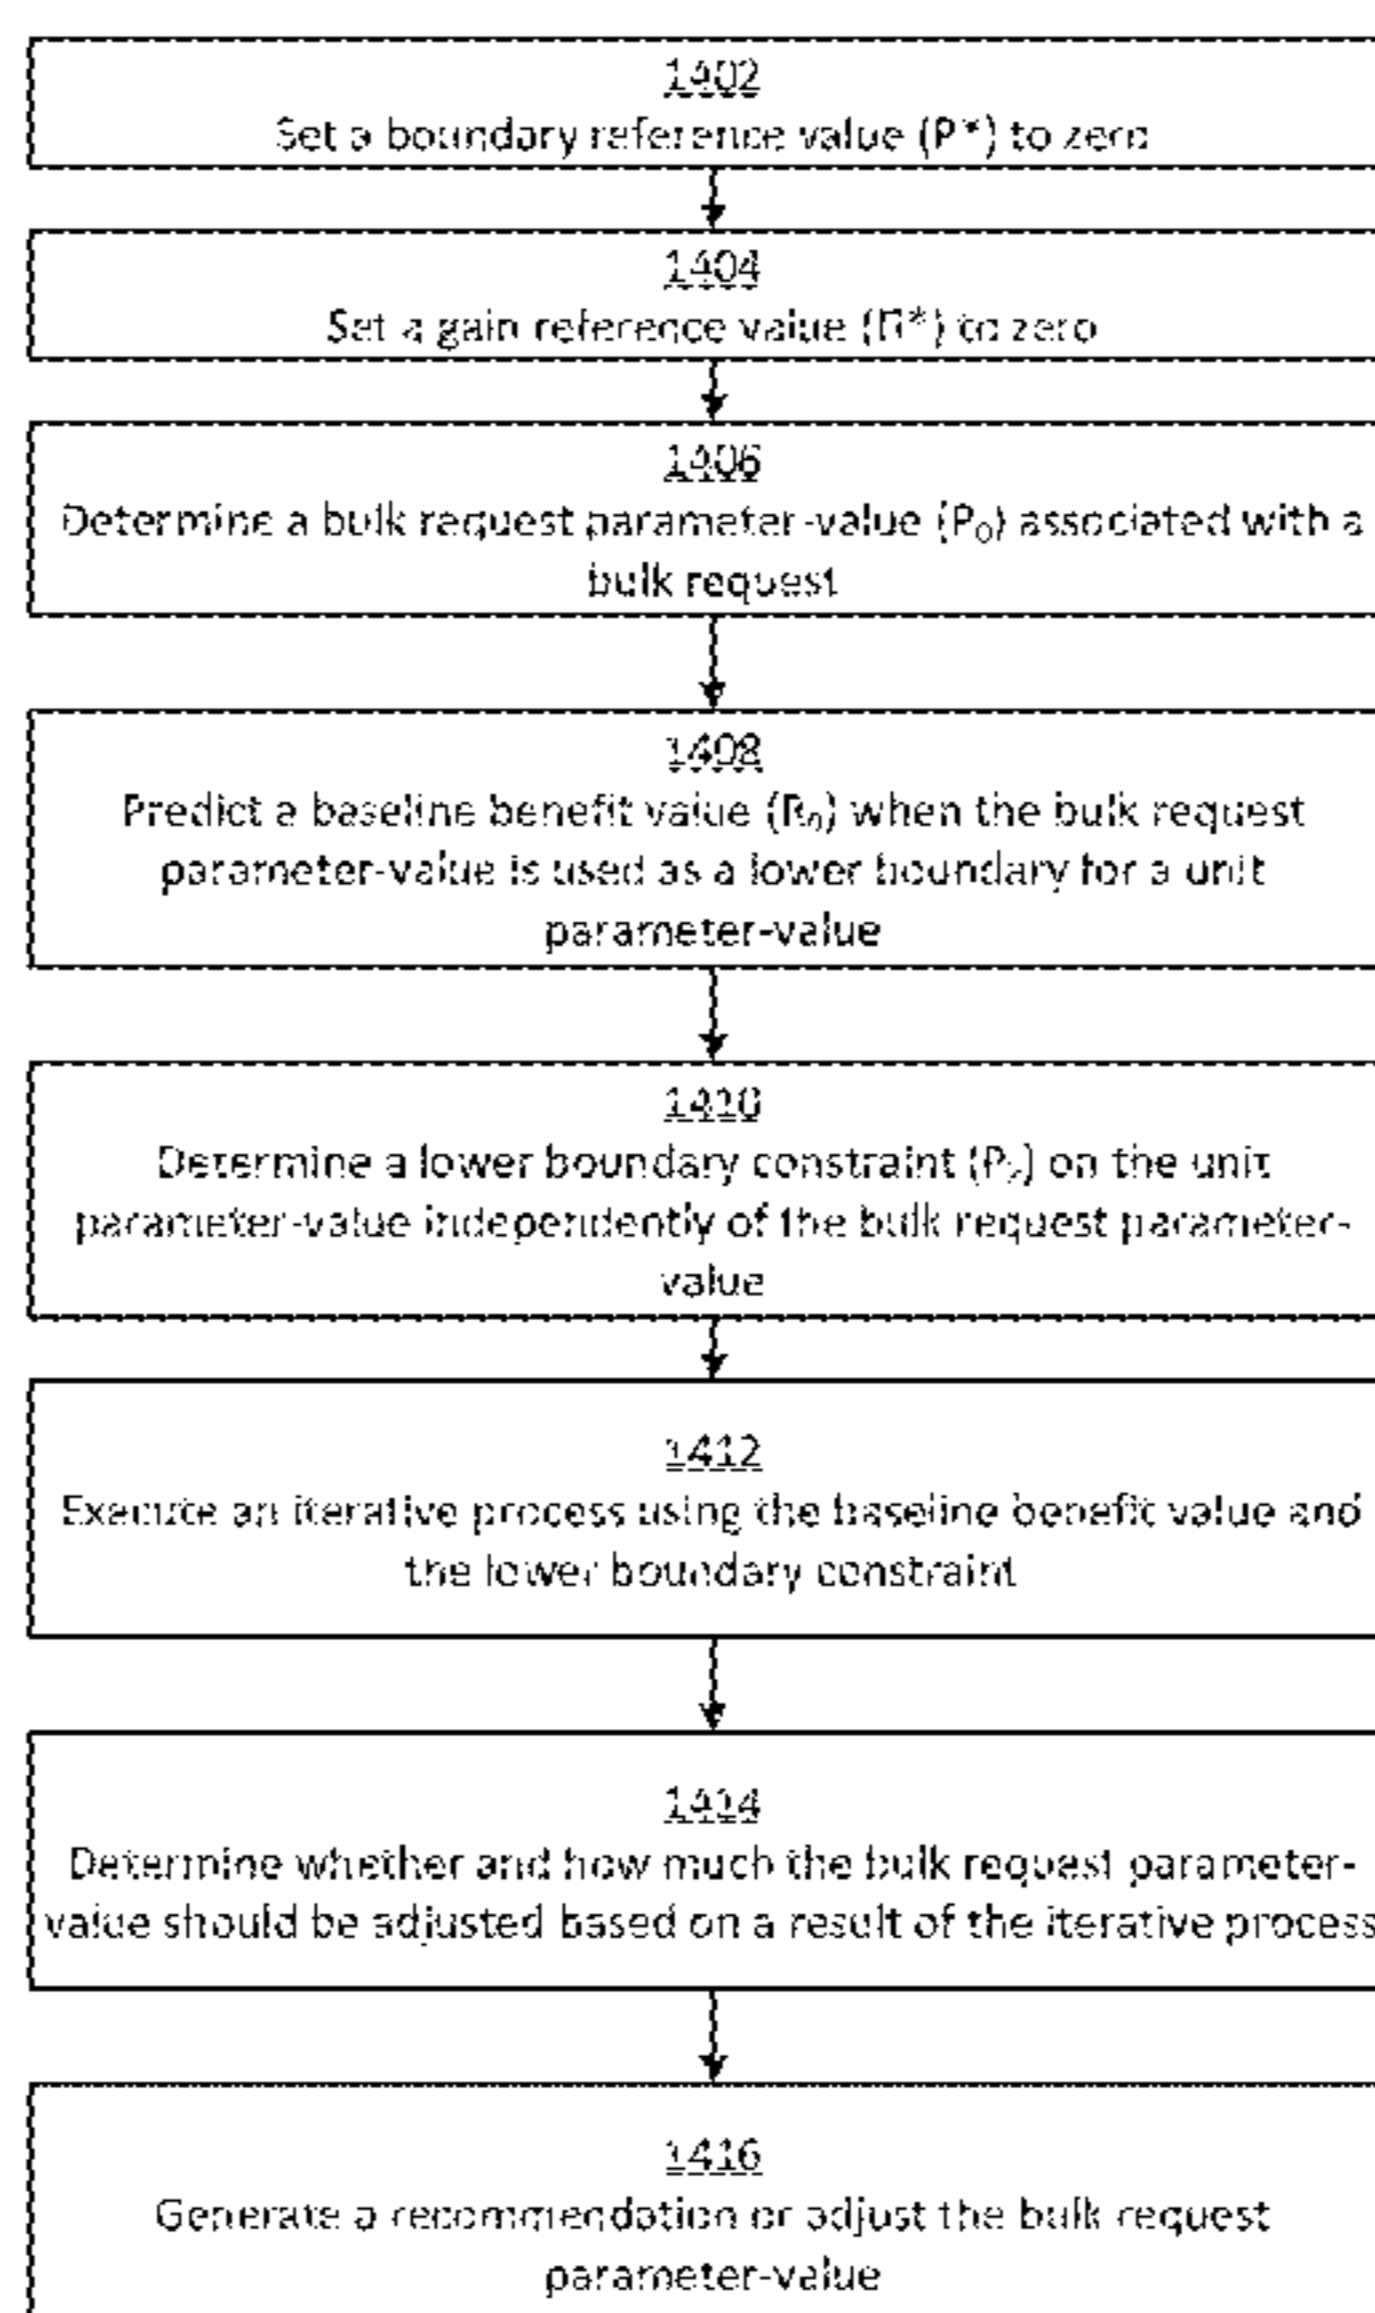 1402
Set a boundary reference value (P*) to zero
1404
Set a gain reference value (Π*) to zero
1406
Determine a bulk request parameter-value (P₀) associated with a
bulk request
1408
Predict a baseline benefit value (R₀) when the bulk request
parameter-value is used as a lower boundary for a unit
parameter-value
1410
Determine a lower boundary constraint on the unit
parameter-value independently of the bulk request parameter-
value
1412
Execute an iterative process using the baseline benefit value and
the lower boundary constraint
1414
Determine whether and how much the bulk request parameter-
value should be adjusted based on a result of the iterative process
1416
Generate a recommendation or adjust the bulk request
parameter-value